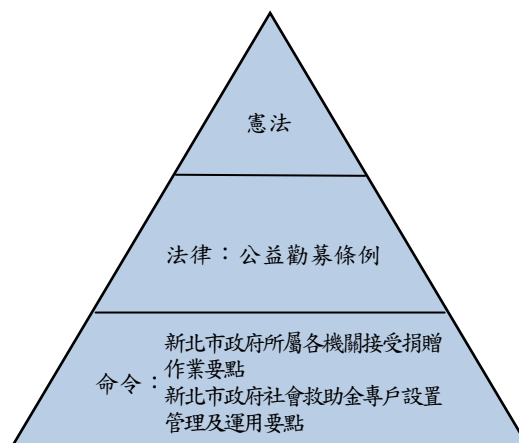 憲法
法律：公益勸募條例
新北市政府所屬各機關接受捐贈
作業要點
命令：
新北市政府社會救助金專戶設置
管理及運用要點